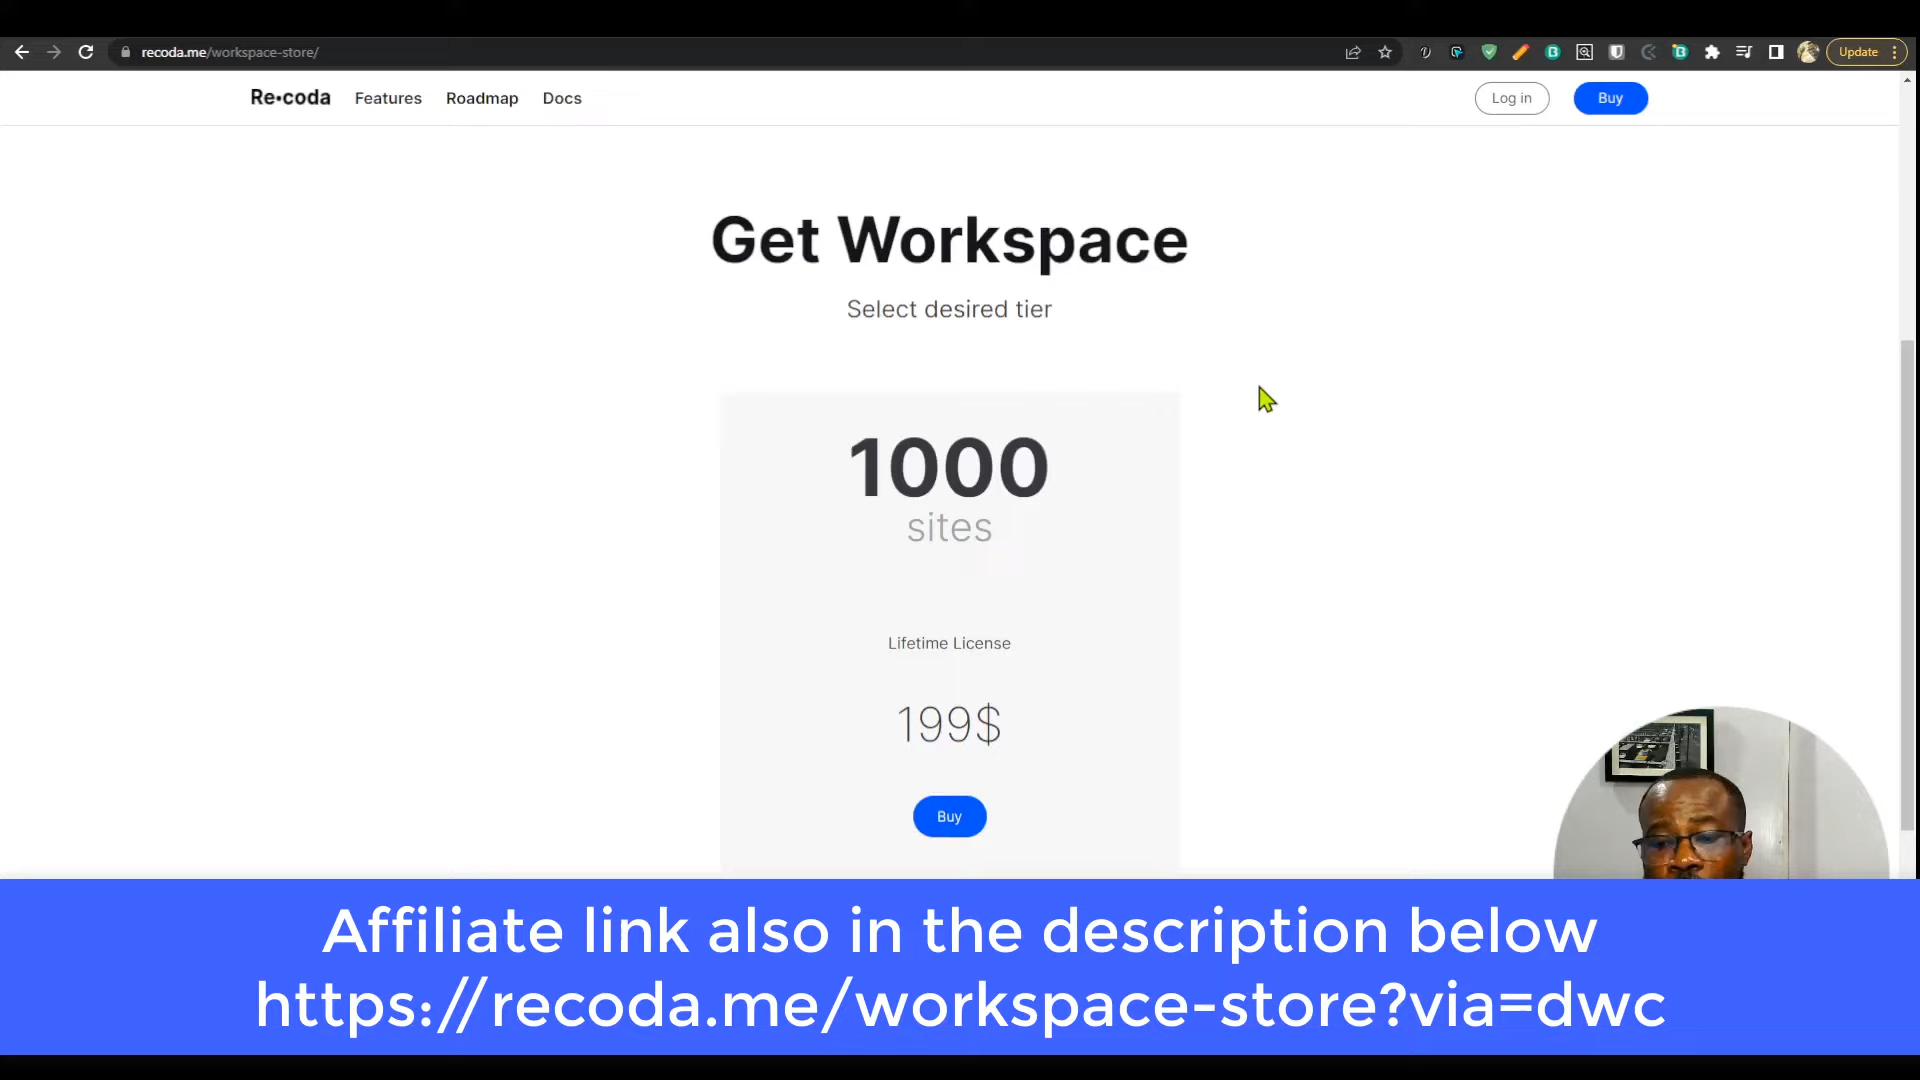 recoda.me/workspace-store/
Update
Re•coda
Features
Roadmap
Docs
Log in
Buy
Get Workspace
Select desired tier
1000
sites
Lifetime License
199$
Buy
Affiliate link also in the description below
https://recoda.me/workspace-store?via=dwc